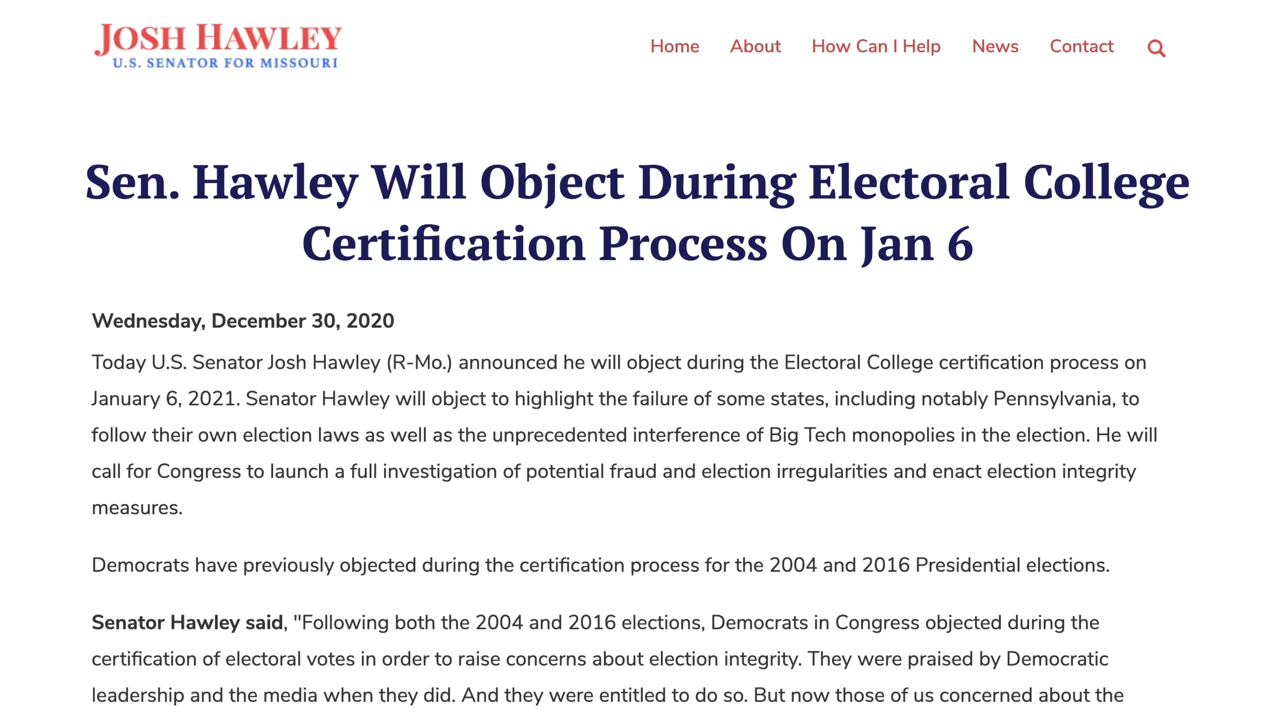 JOSH HAWLEY
U.S. SENATOR FOR MISSOURI
Home About How Can I Help News Contact
Sen. Hawley Will Object During Electoral College
Certification Process On Jan 6
Wednesday, December 30, 2020
Today U.S. Senator Josh Hawley (R-Mo.) announced he will object during the Electoral College certification process on
January 6, 2021. Senator Hawley will object to highlight the failure of some states, including notably Pennsylvania, to
follow their own election laws as well as the unprecedented interference of Big Tech monopolies in the election. He will
call for Congress to launch a full investigation of potential fraud and election irregularities and enact election integrity
measures.
Democrats have previously objected during the certification process for the 2004 and 2016 Presidential elections.
Senator Hawley said, "Following both the 2004 and 2016 elections, Democrats in Congress objected during the
certification of electoral votes in order to raise concerns about election integrity. They were praised by Democratic
leadership and the media when they did. And they were entitled to do so. But now those of us concerned about the